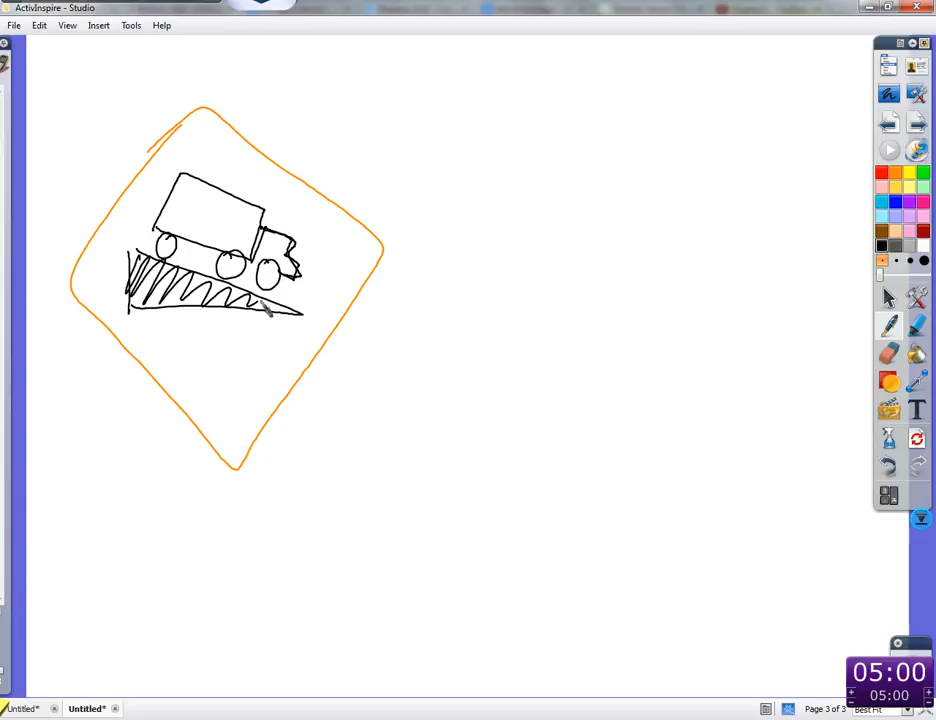 ActivInspire - Studio
File Edit View Insert Tools Help
05:00
05:00
Untitled* Untitled* Page 3 of 3 Best Fit